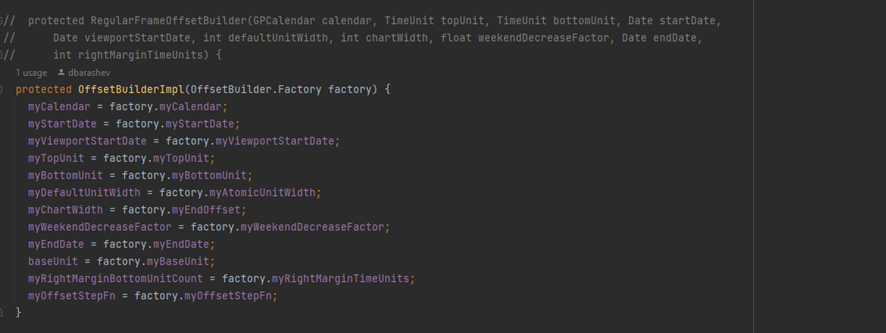 //  protected RegularFrameOffsetBuilder(GPCalendar calendar, TimeUnit topUnit, TimeUnit bottomUnit, Date startDate,
//      Date viewportStartDate, int defaultUnitWidth, int chartWidth, float weekendDecreaseFactor, Date endDate,
//      int rightMarginTimeUnits) {
1 usage  dbarashev
protected OffsetBuilderImpl(OffsetBuilder.Factory factory) {
  myCalendar = factory.myCalendar;
  myStartDate = factory.myStartDate;
  myViewportStartDate = factory.myViewportStartDate;
  myTopUnit = factory.myTopUnit;
  myBottomUnit = factory.myBottomUnit;
  myDefaultUnitWidth = factory.myAtomicUnitWidth;
  myChartWidth = factory.myEndOffset;
  myWeekendDecreaseFactor = factory.myWeekendDecreaseFactor;
  myEndDate = factory.myEndDate;
  baseUnit = factory.myBaseUnit;
  myRightMarginBottomUnitCount = factory.myRightMarginTimeUnits;
  myOffsetStepFn = factory.myOffsetStepFn;
}